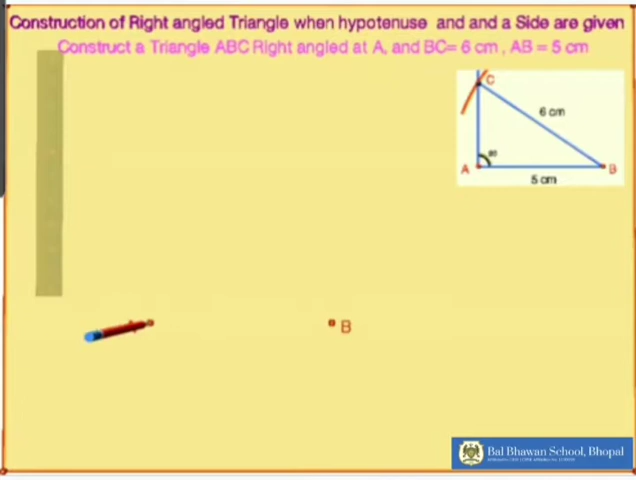 Construction of Right angled Triangle when hypotenuse and and a Side are given
Construct a Triangle ABC Right angled at A, and BC= 6 cm , AB = 5 cm
C
6 cm
A
B
5 cm
B
Bal Bhawan School, Bhopal